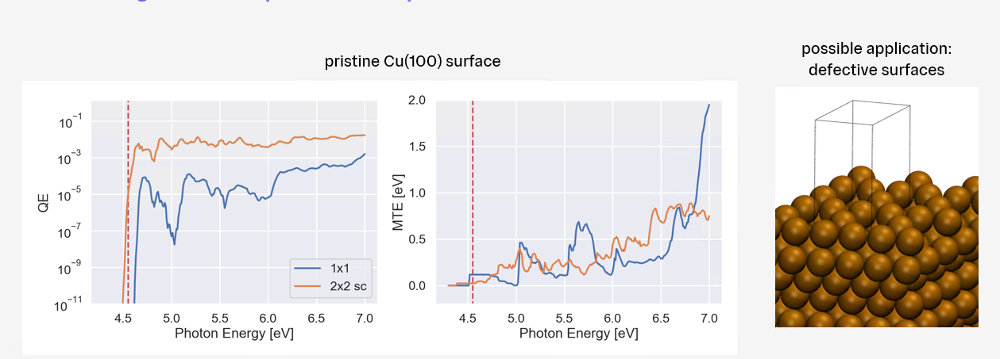 pristine Cu(100) surface
possible application:
defective surfaces
QE
10⁻¹
10⁻³
10⁻⁵
10⁻⁷
10⁻⁹
10⁻¹¹
4.5 5.0 5.5 6.0 6.5 7.0
Photon Energy [eV]
1x1
2x2 sc
MTE [eV]
2.0
1.5
1.0
0.5
0.0
4.5 5.0 5.5 6.0 6.5 7.0
Photon Energy [eV]